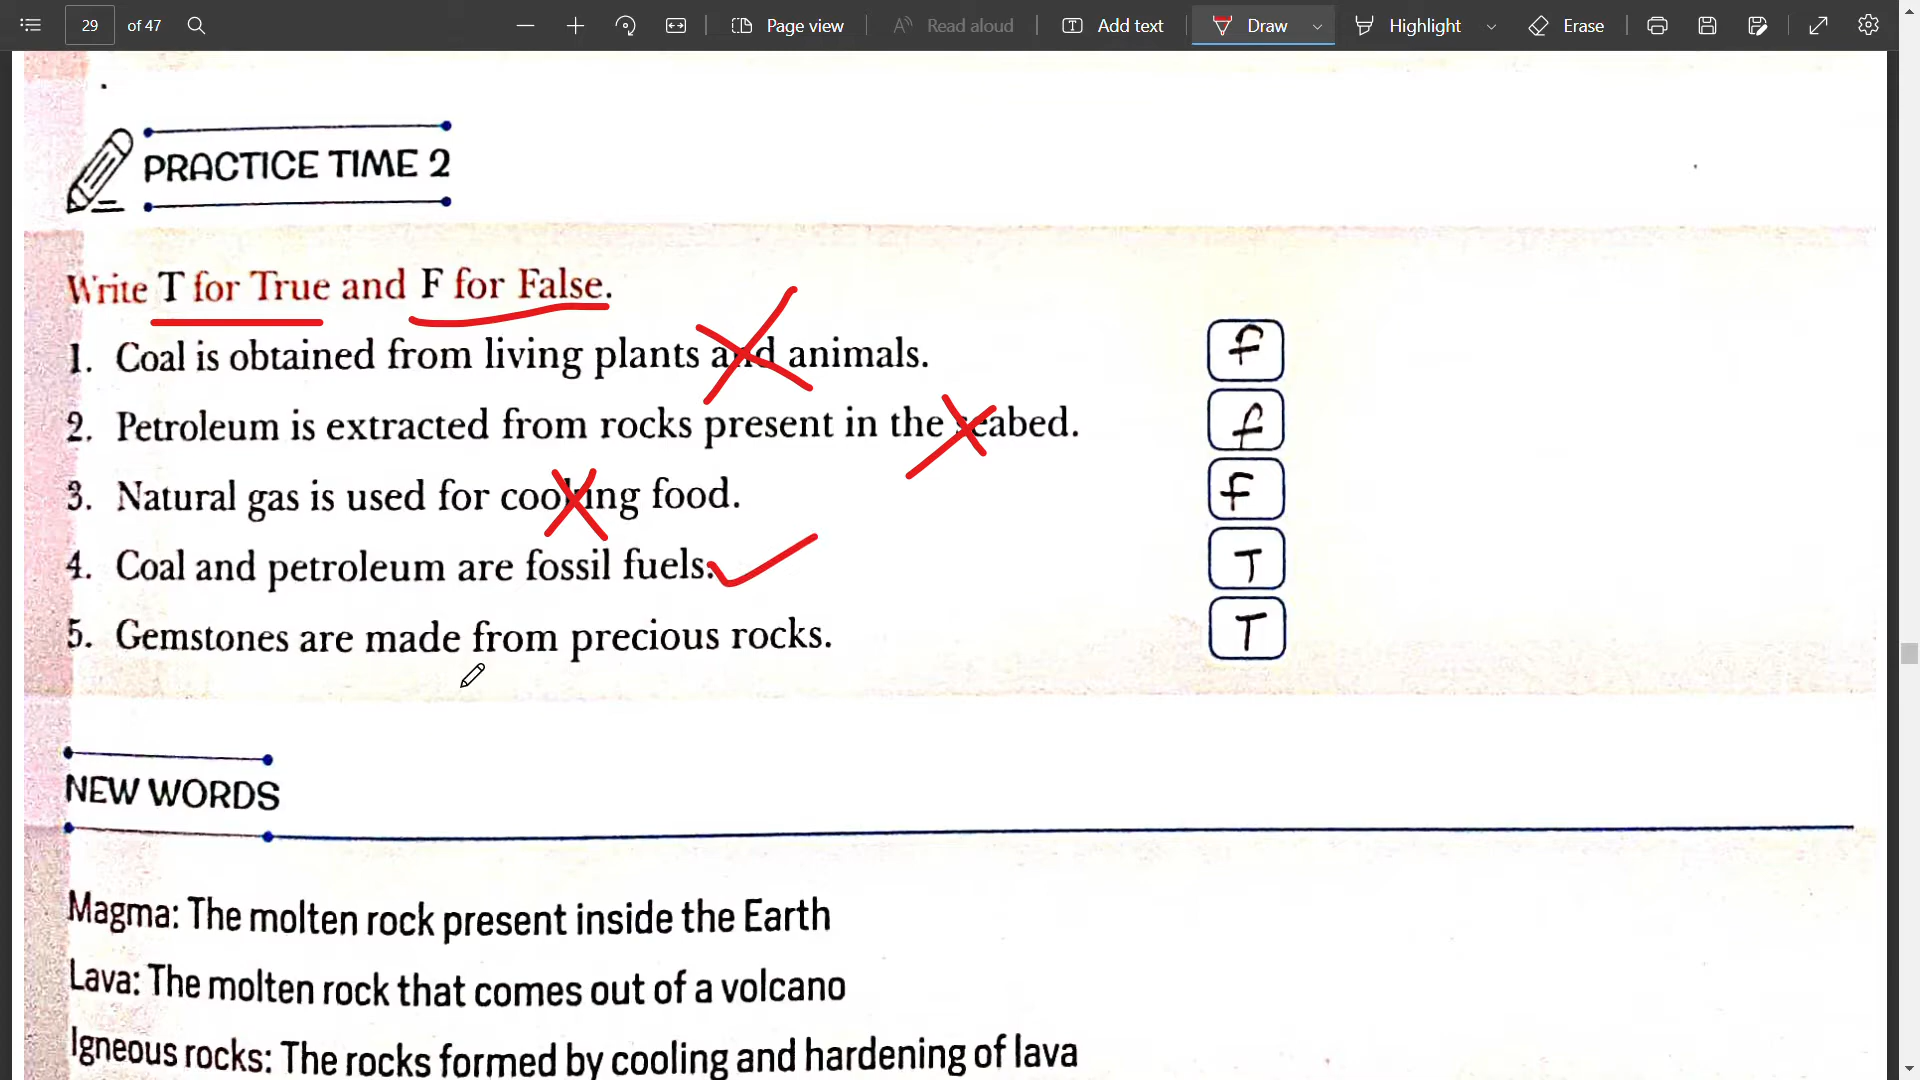 29 of 47 Page view Read aloud Add text Draw Highlight Erase
PRACTICE TIME 2
Write T for True and F for False.
1. Coal is obtained from living plants and animals. F
2. Petroleum is extracted from rocks present in the seabed. F
3. Natural gas is used for cooking food. F
4. Coal and petroleum are fossil fuels. T
5. Gemstones are made from precious rocks. T
NEW WORDS
Magma: The molten rock present inside the Earth
Lava: The molten rock that comes out of a volcano
Igneous rocks: The rocks formed by cooling and hardening of lava